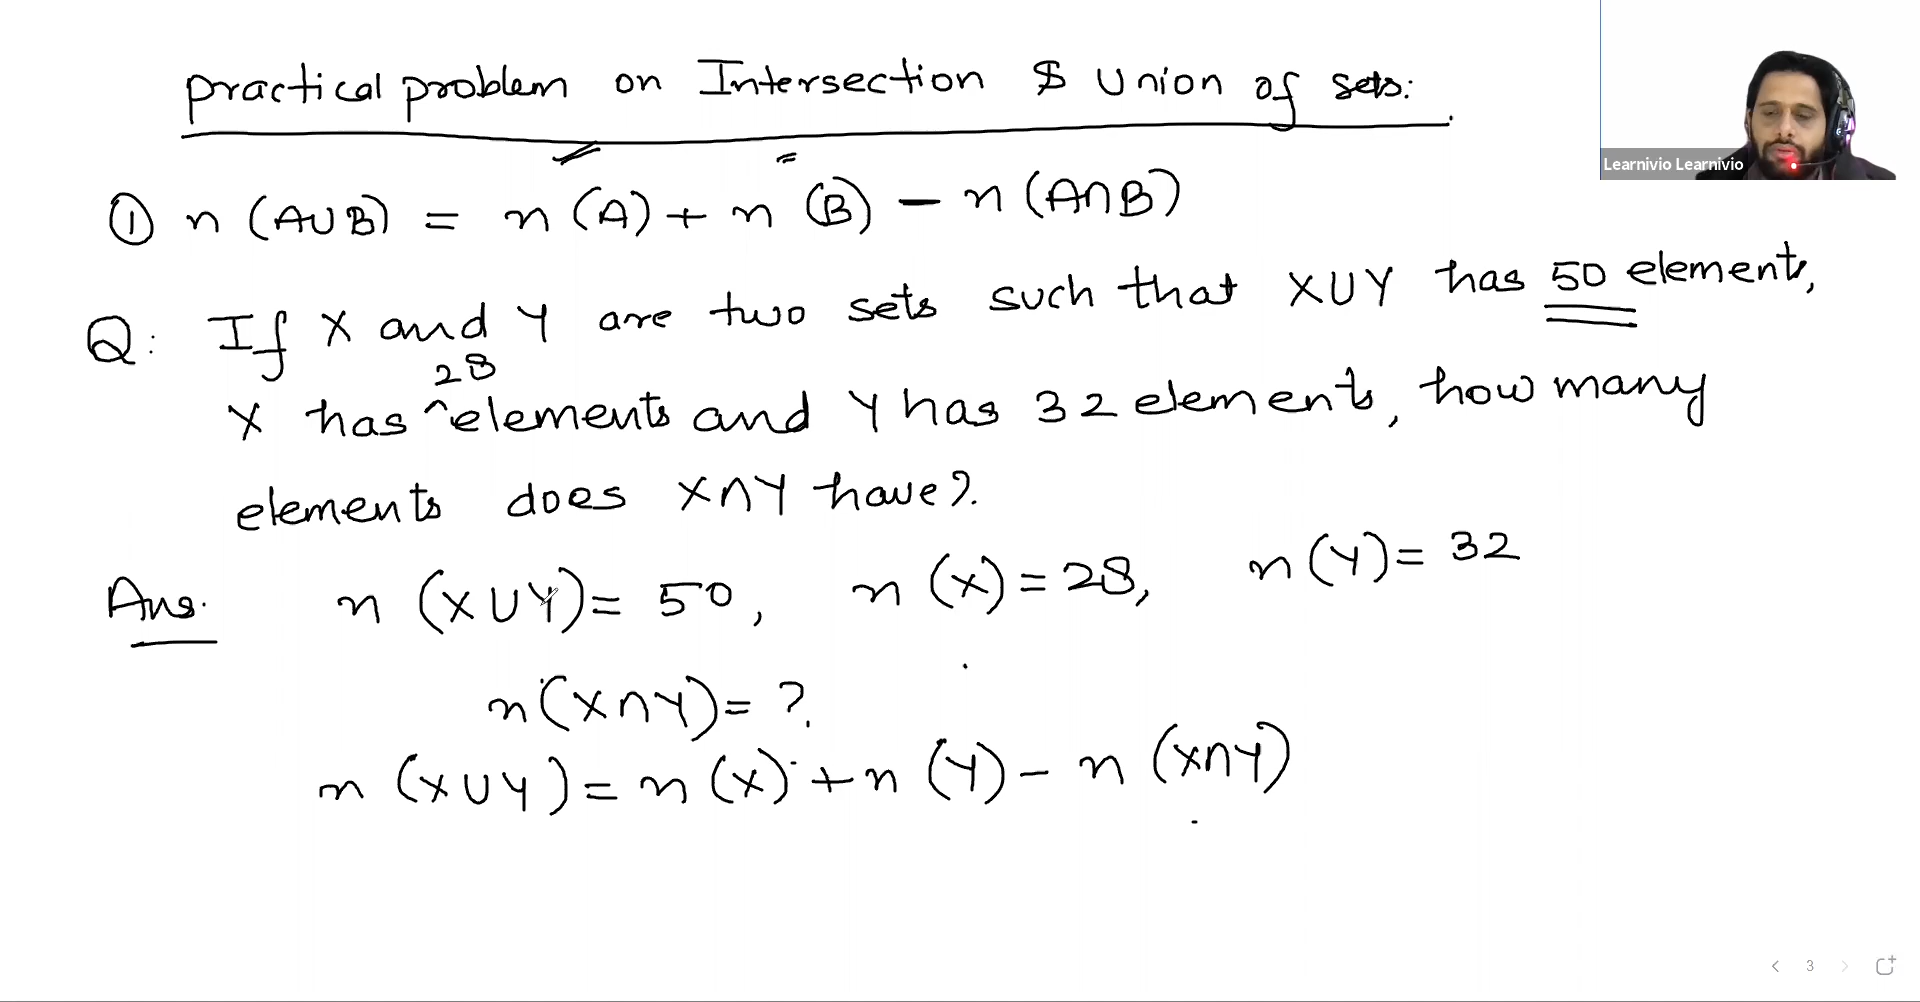 practical problem on Intersection & Union of sets:
Learnivio Learnivio
① n (A∪B) = n (A) + n (B) − n (A∩B)
Q: If X and Y are two sets such that X∪Y has 50 elements,
28
X has ^ elements and Y has 32 elements, how many
elements does X∩Y have?
Ans. n (X∪Y) = 50, n (X) = 28, n (Y) = 32
n (X∩Y) = ?
n (X∪Y) = n (X) + n (Y) − n (X∩Y)
3